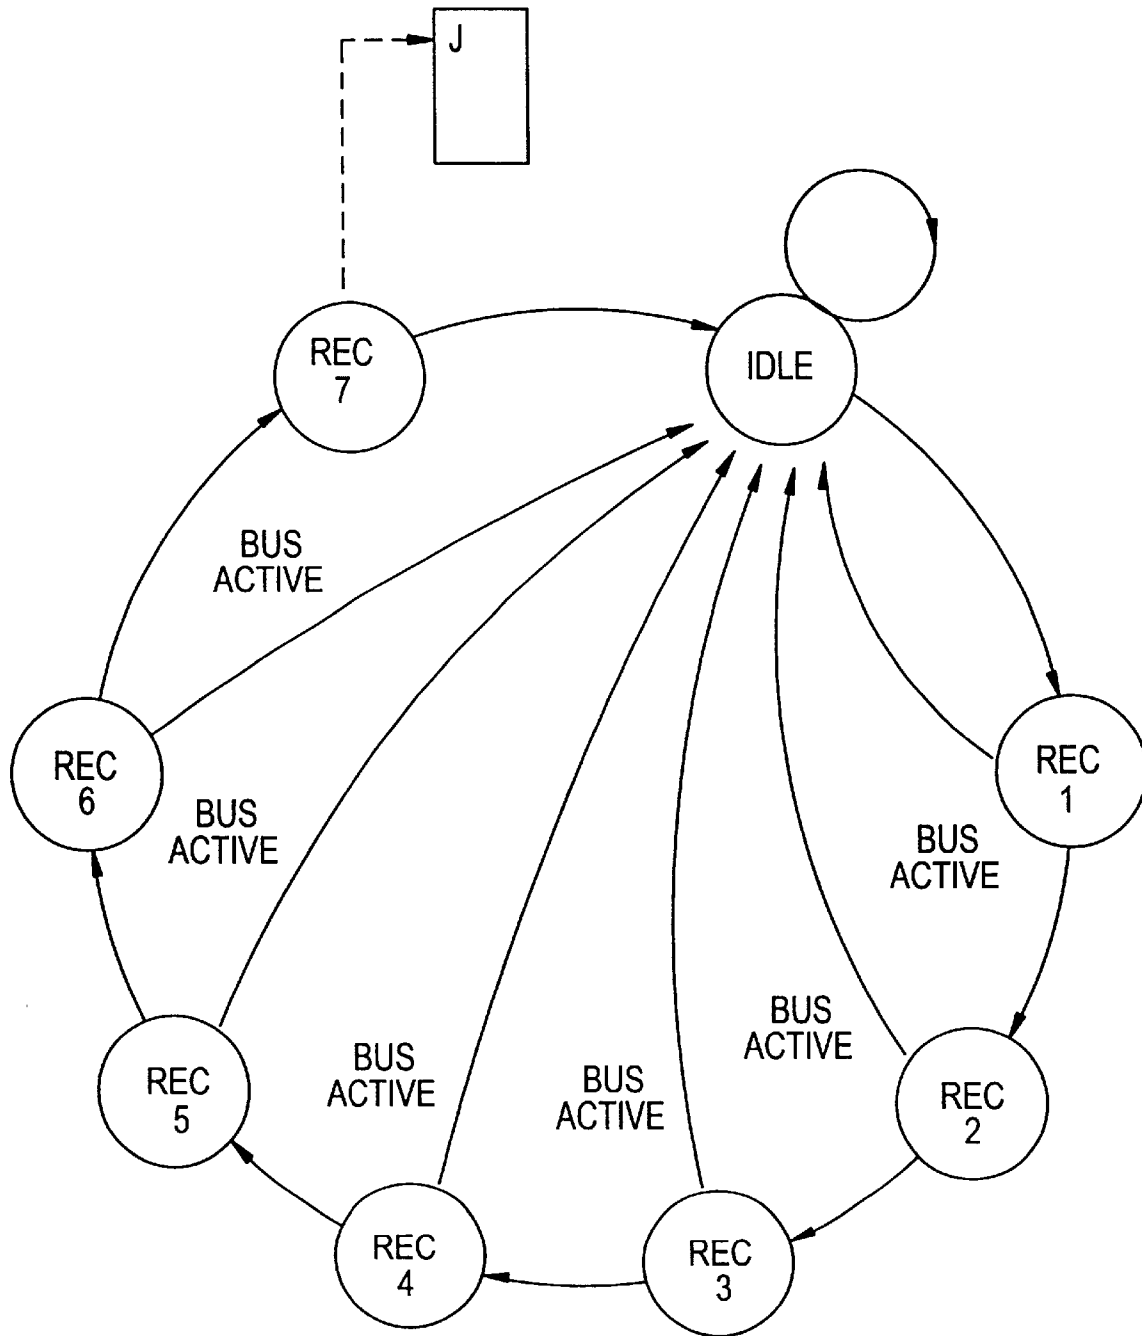 J
REC
7
IDLE
BUS
ACTIVE
REC
6
REC
1
BUS
ACTIVE
BUS
ACTIVE
BUS
ACTIVE
BUS
ACTIVE
BUS
ACTIVE
REC
5
REC
2
REC
4
REC
3